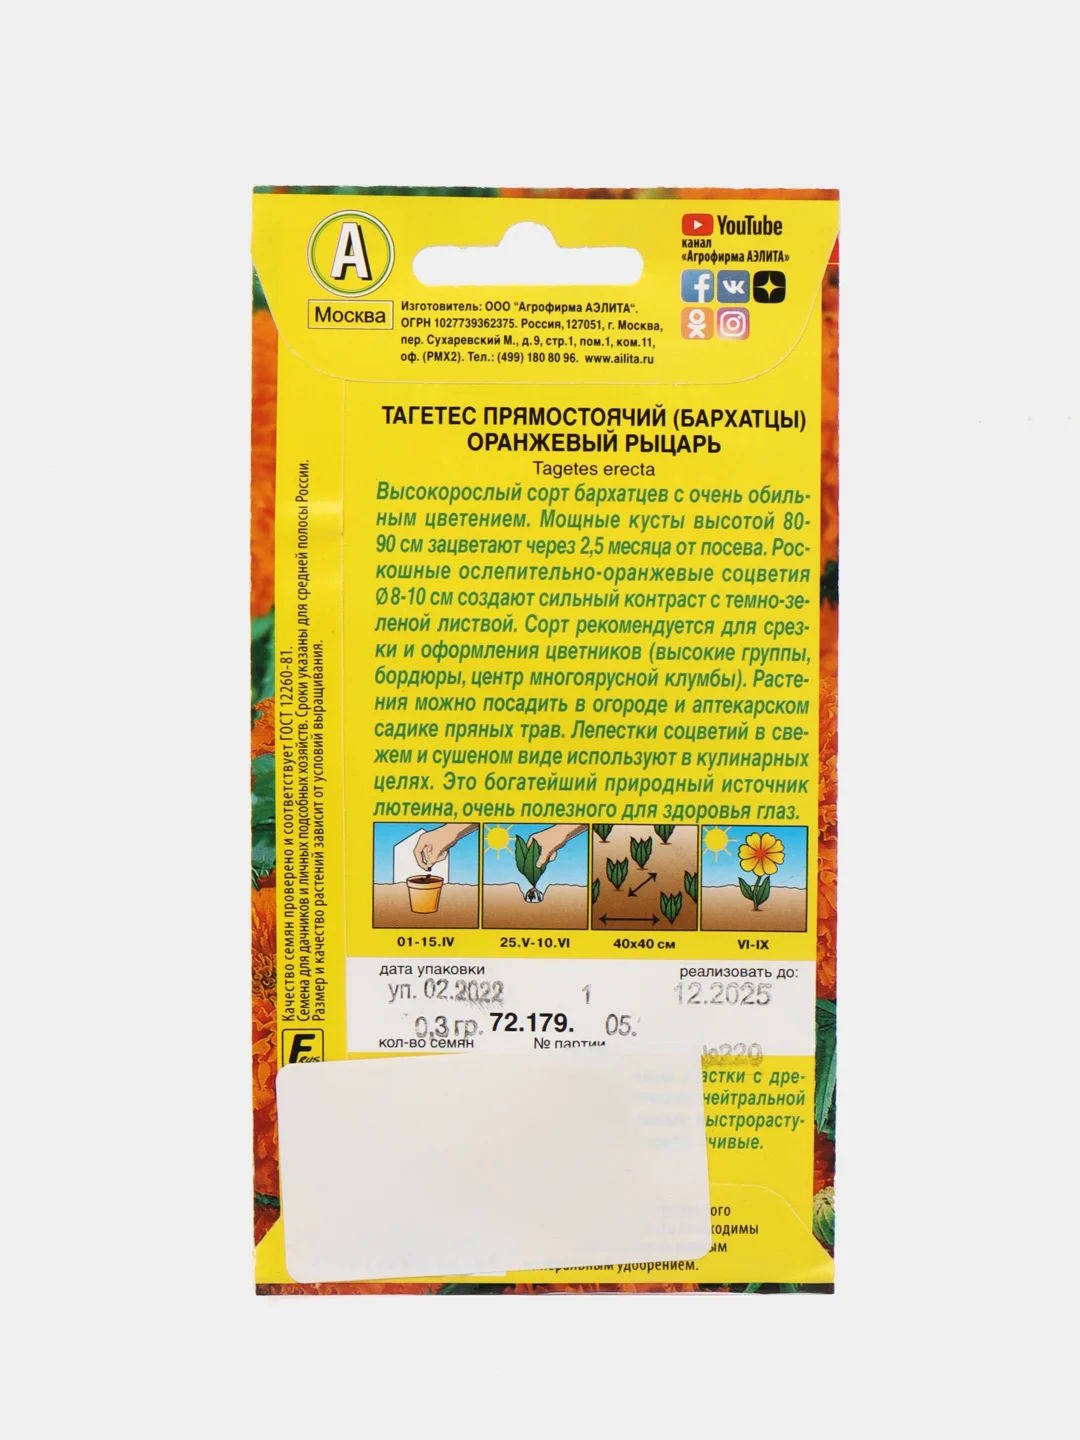 А
Москва
YouTube
канал
«Агрофирма АЭЛИТА»
Изготовитель: ООО "Агрофирма АЭЛИТА".
ОГРН 1027739362375. Россия, 127051, г. Москва,
пер. Сухаревский М., д.9, стр.1, пом.1, ком.11,
оф. (РМХ2). Тел.: (499) 180 80 96. www.ailita.ru
ТАГЕТЕС ПРЯМОСТОЯЧИЙ (БАРХАТЦЫ)
ОРАНЖЕВЫЙ РЫЦАРЬ
Tagetes erecta
Высокорослый сорт бархатцев с очень обиль-
ным цветением. Мощные кусты высотой 80-
90 см зацветают через 2,5 месяца от посева. Рос-
кошные ослепительно-оранжевые соцветия
Ø8-10 см создают сильный контраст с темно-зе-
леной листвой. Сорт рекомендуется для срез-
ки и оформления цветников (высокие группы,
бордюры, центр многоярусной клумбы). Расте-
ния можно посадить в огороде и аптекарском
садике пряных трав. Лепестки соцветий в све-
жем и сушеном виде используют в кулинарных
целях. Это богатейший природный источник
лютеина, очень полезного для здоровья глаз.
01-15.IV
25.V-10.VI
40х40 см
VI-IX
дата упаковки
реализовать до:
уп. 02.2022 1 12.2025
0,3 гр. 72.179. 05.
кол-во семян № партии
№229
с дре-
нейтральной
быстрорасту-
удобрением.
Качество семян проверено и соответствует ГОСТ 12260-81.
Семена для дачников и личных подсобных хозяйств. Сроки указаны для средней полосы России.
Размер и качество растений зависит от условий выращивания.